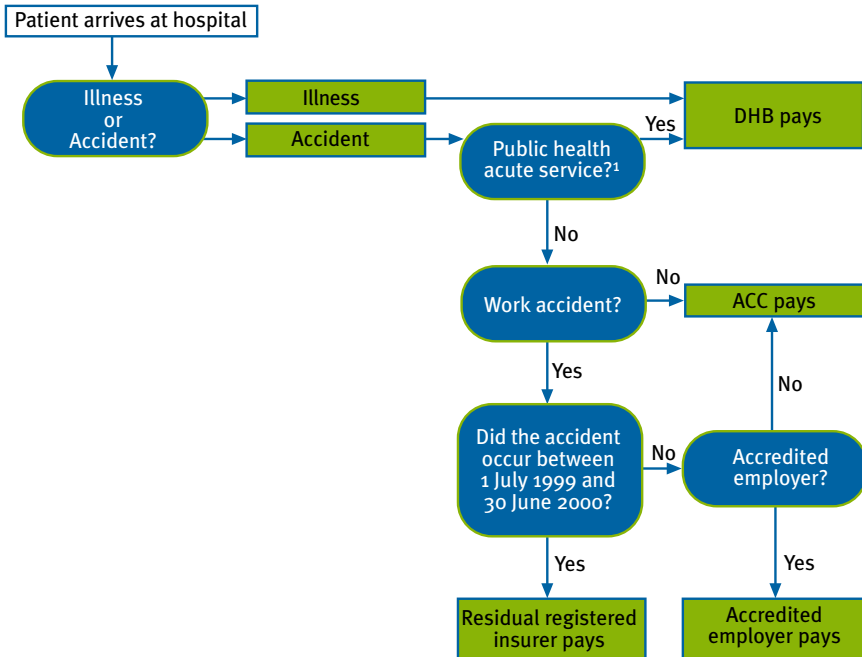 Patient arrives at hospital
Illness
or
Accident?
Illness
Accident
Public health
acute service?¹
Yes
DHB pays
No
Work accident?
No
ACC pays
Yes
No
Did the accident
occur between
1 July 1999 and
30 June 2000?
No
Accredited
employer?
Yes
Yes
Residual registered
insurer pays
Accredited
employer pays